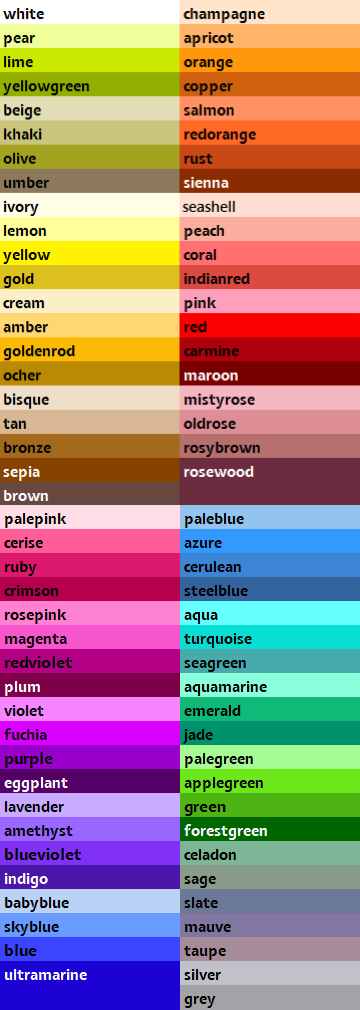 white
pear
lime
yellowgreen
beige
khaki
olive
umber
ivory
lemon
yellow
gold
cream
amber
goldenrod
ocher
bisque
tan
bronze
sepia
brown
champagne
apricot
orange
copper
salmon
redorange
rust
sienna
seashell
peach
coral
indianred
pink
red
carmine
maroon
mistyrose
oldrose
rosybrown
rosewood
palepink
cerise
ruby
crimson
rosepink
magenta
redviolet
plum
violet
fuchia
purple
eggplant
lavender
amethyst
blueviolet
indigo
babyblue
skyblue
blue
ultramarine
paleblue
azure
cerulean
steelblue
aqua
turquoise
seagreen
aquamarine
emerald
jade
palegreen
applegreen
green
forestgreen
celadon
sage
slate
mauve
taupe
silver
grey